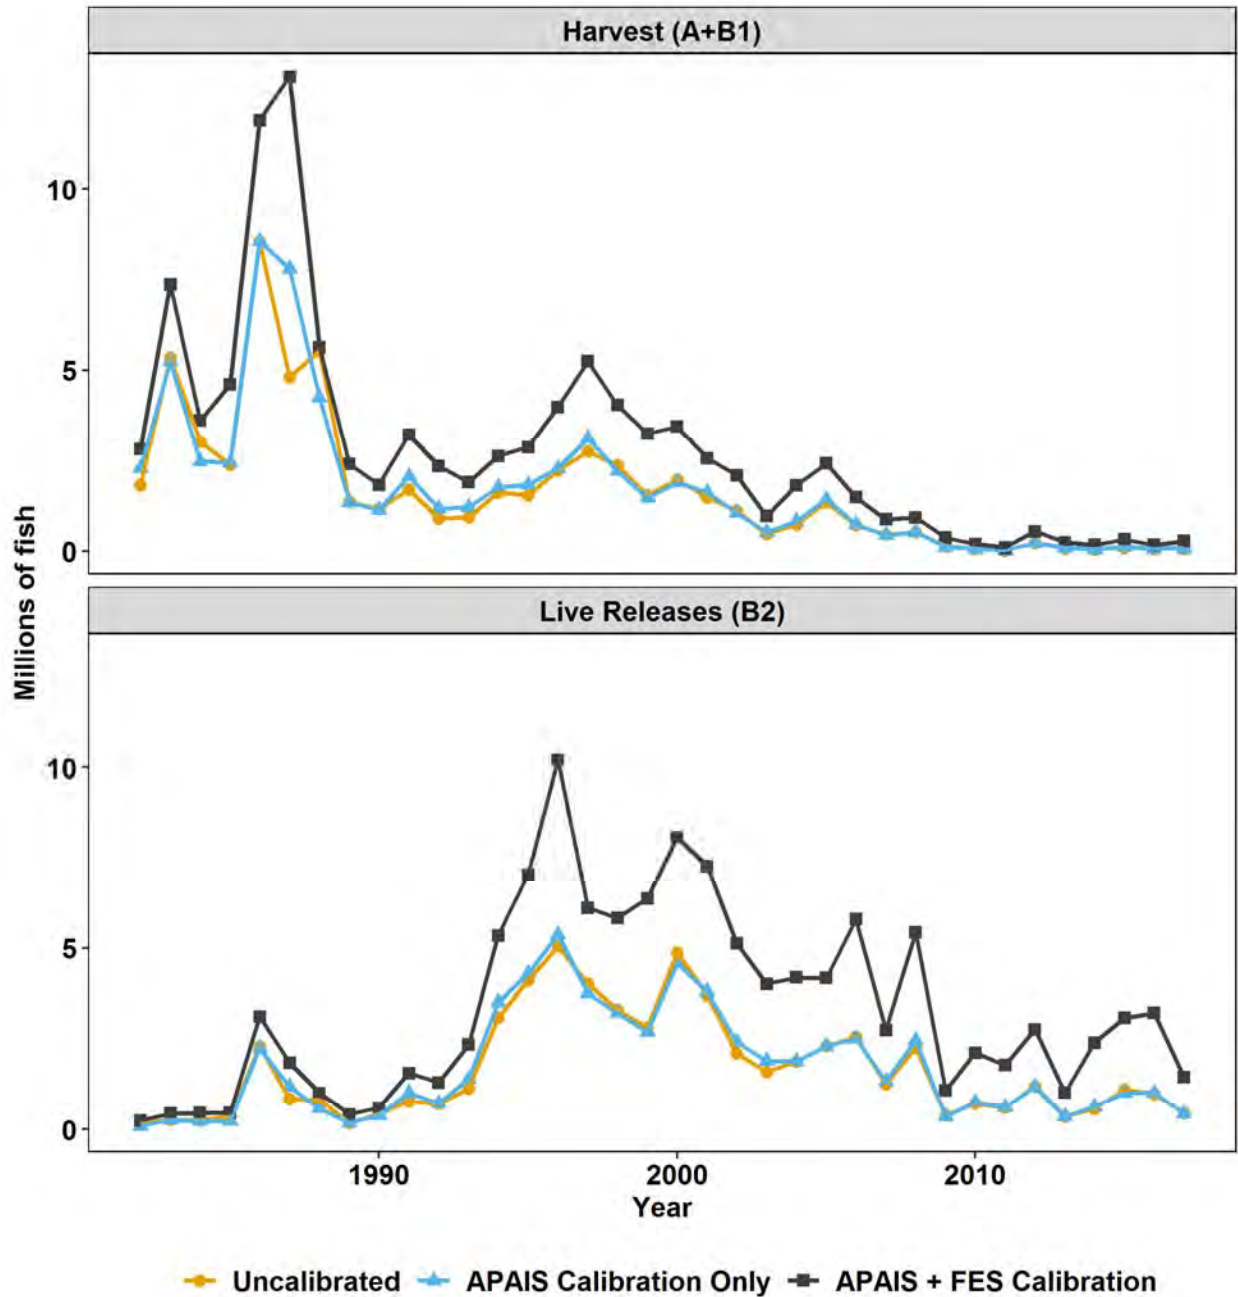 Harvest (A+B1)
10
5
0
Millions of fish
Live Releases (B2)
10
5
0
1990 2000 2010
Year
Uncalibrated APAIS Calibration Only APAIS + FES Calibration